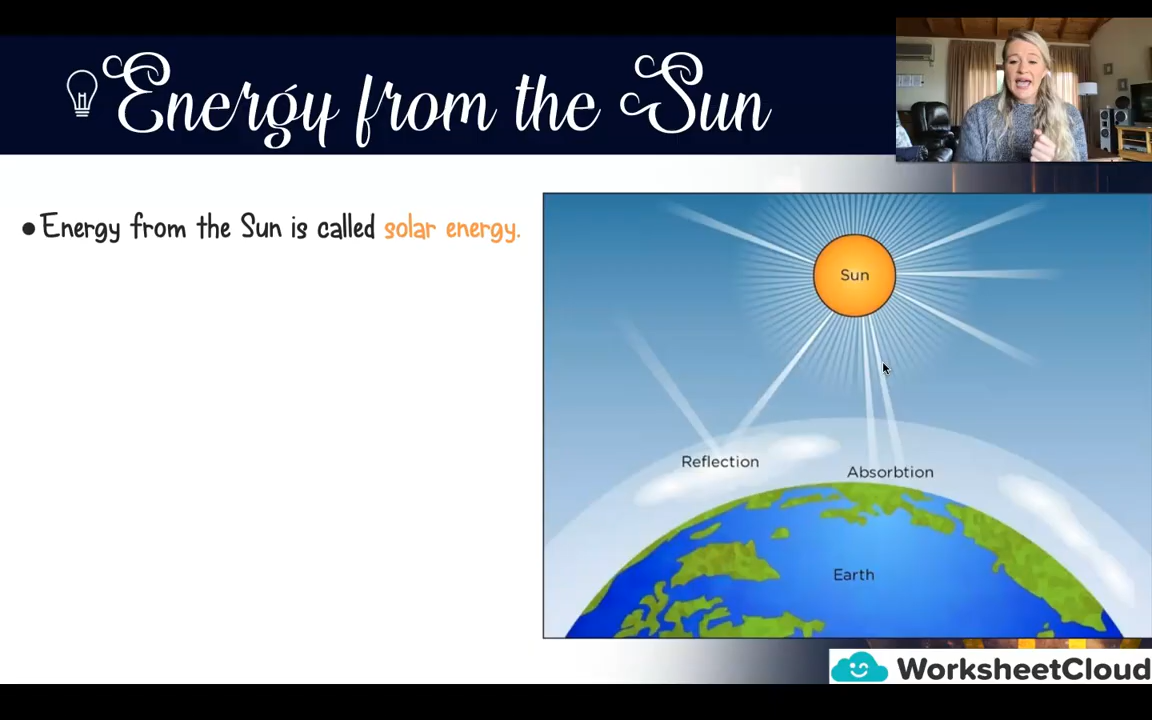 Energy from the Sun
• Energy from the Sun is called solar energy.
Sun
Reflection
Absorbtion
Earth
WorksheetCloud